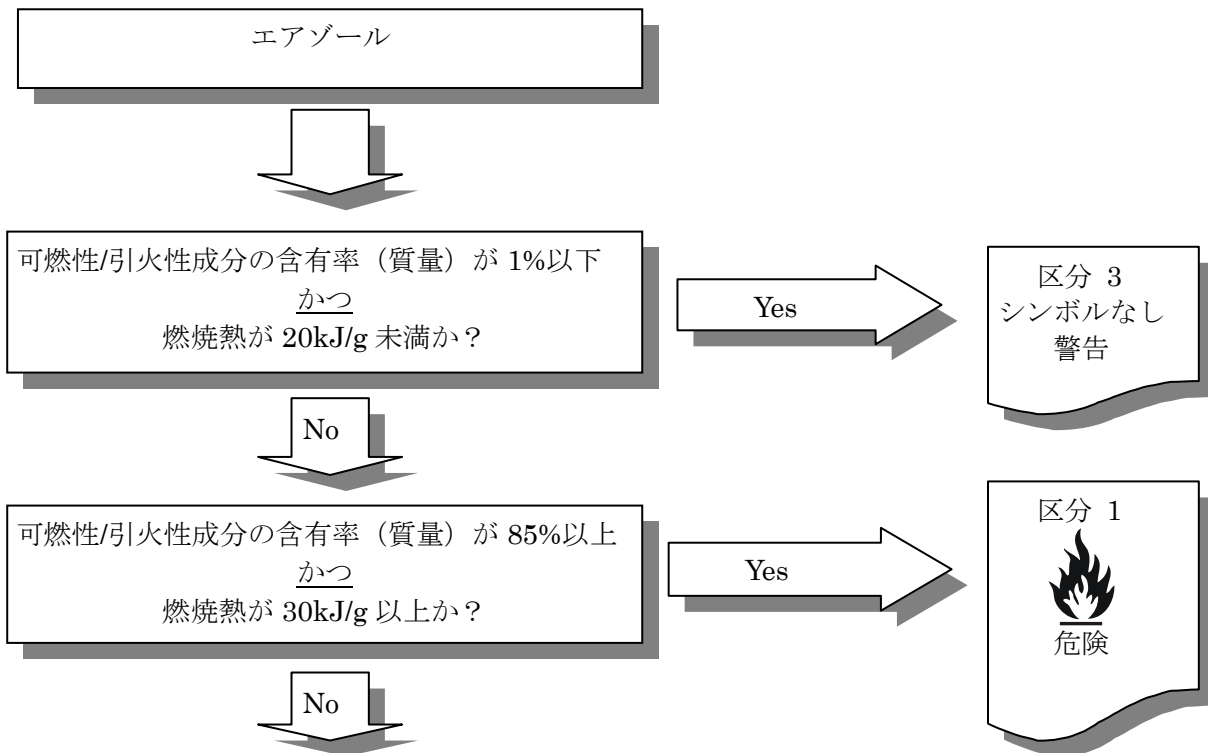 エアゾール
可燃性/引火性成分の含有率（質量）が 1%以下
かつ
燃焼熱が 20kJ/g 未満か？
Yes
区分 3
シンボルなし
警告
No
可燃性/引火性成分の含有率（質量）が 85%以上
かつ
燃焼熱が 30kJ/g 以上か？
Yes
区分 1
危険
No